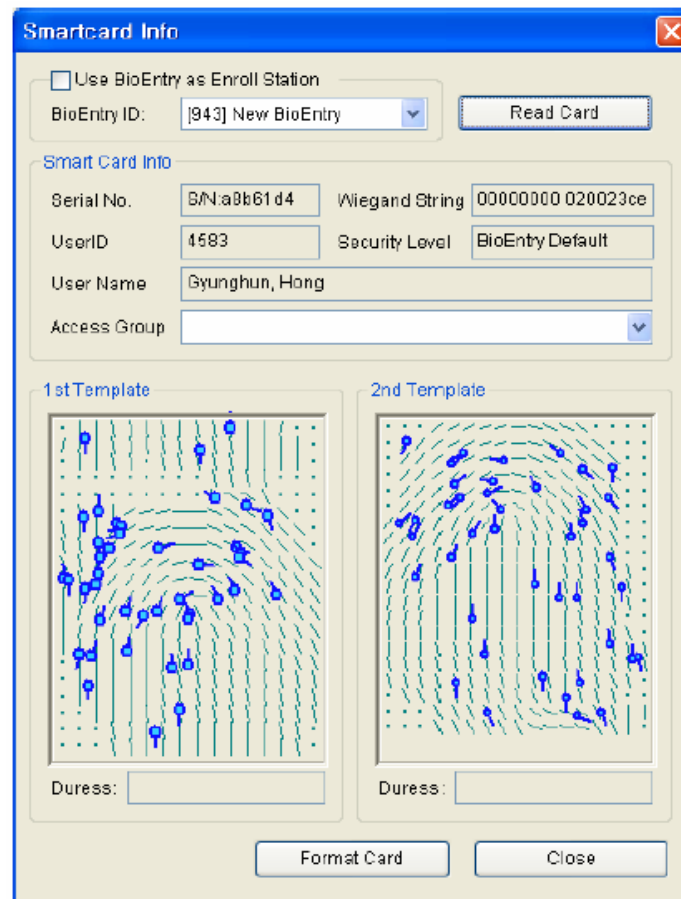 Smartcard Info
Use BioEntry as Enroll Station
BioEntry ID: [943] New BioEntry Read Card
Smart Card Info
Serial No. S/N:a8b61d4 Wiegand String 00000000 020023ce
UserID 4583 Security Level BioEntry Default
User Name Gyunghun, Hong
Access Group
1st Template 2nd Template
Duress: Duress:
Format Card Close